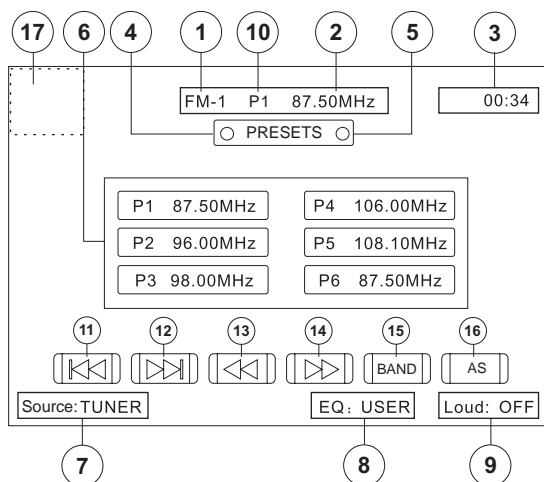 17 6 4 1 10 2 5 3
FM-1 P1 87.50MHz 00:34
PRESETS
P1 87.50MHz P4 106.00MHz
P2 96.00MHz P5 108.10MHz
P3 98.00MHz P6 87.50MHz
11 12 13 14 15 16
BAND AS
Source: TUNER EQ: USER Loud: OFF
7 8 9